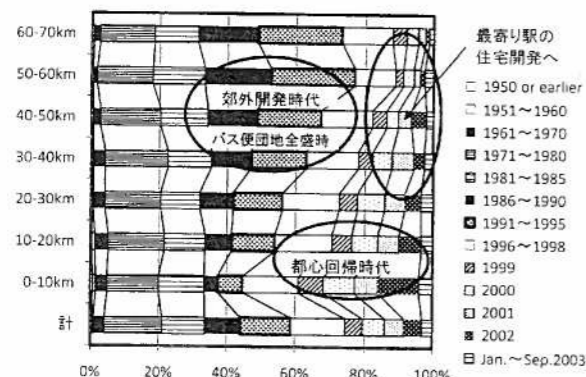 60-70km
50-60km
40-50km
30-40km
20-30km
10-20km
0-10km
計
0%
20%
40%
60%
80%
100%
郊外開発時代
バス便団地全盛時
都心回帰時代
最寄り駅の
住宅開発へ
1950 or earlier
1951～1960
1961～1970
1971～1980
1981～1985
1986～1990
1991～1995
1996～1998
1999
2000
2001
2002
Jan.～Sep.2003